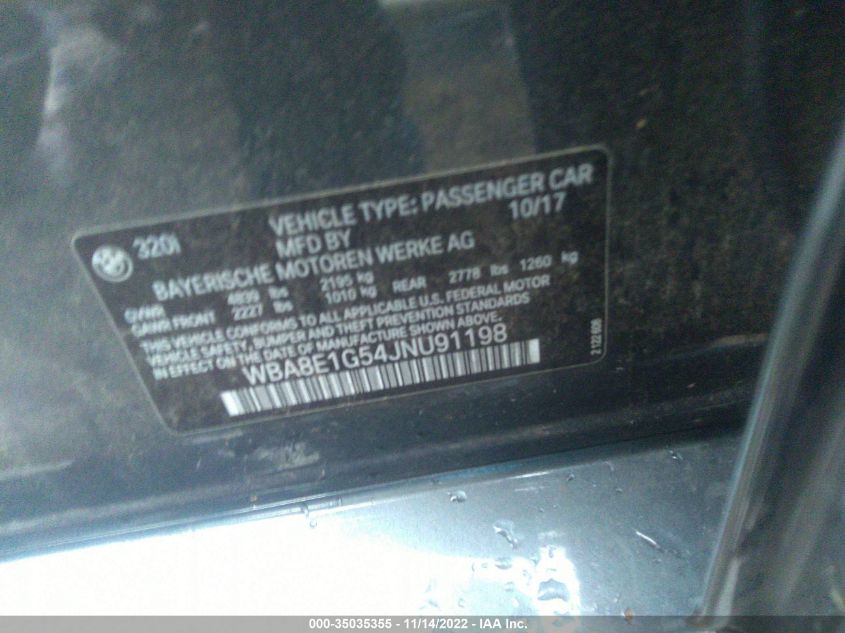 320i
VEHICLE TYPE: PASSENGER CAR
MFD BY 10/17
BAYERISCHE MOTOREN WERKE AG
GVWR 4839 lbs 2195 kg
GAWR FRONT 2227 lbs 1010 kg REAR 2778 lbs 1260 kg
THIS VEHICLE CONFORMS TO ALL APPLICABLE U.S. FEDERAL MOTOR
VEHICLE SAFETY, BUMPER AND THEFT PREVENTION STANDARDS
IN EFFECT ON THE DATE OF MANUFACTURE SHOWN ABOVE.
WBA8E1G54JNU91198
000-35035355 - 11/14/2022 - IAA Inc.